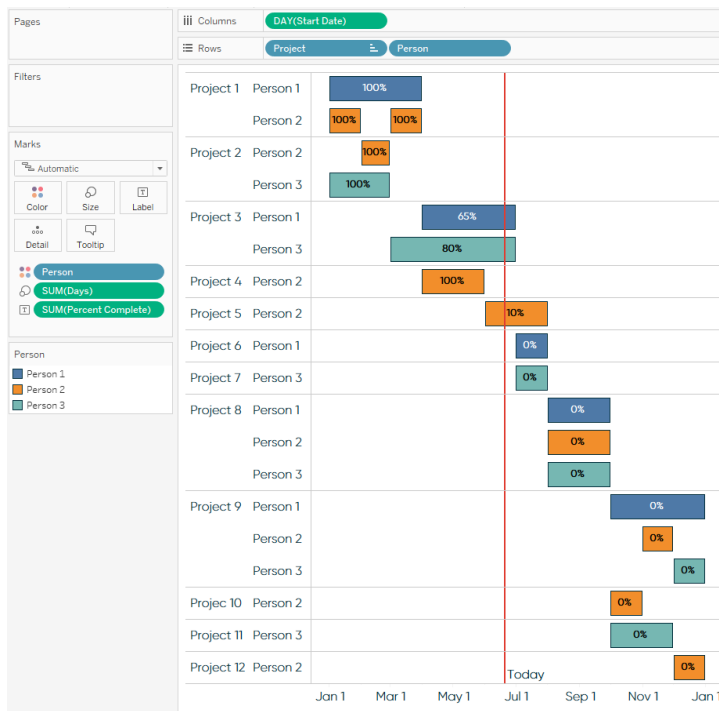 Pages
iii Columns DAY(Start Date)
Rows Project Person
Filters
Marks
Automatic
Color Size Label
Detail Tooltip
Person
SUM(Days)
SUM(Percent Complete)
Person
Person 1
Person 2
Person 3
Project 1 Person 1 100%
Person 2 100% 100%
Project 2 Person 2 100%
Person 3 100%
Project 3 Person 1 65%
Person 3 80%
Project 4 Person 2 100%
Project 5 Person 2 10%
Project 6 Person 1 0%
Project 7 Person 3 0%
Project 8 Person 1 0%
Person 2 0%
Person 3 0%
Project 9 Person 1 0%
Person 2 0%
Person 3 0%
Projec 10 Person 2 0%
Project 11 Person 3 0%
Project 12 Person 2 0%
Today
Jan 1 Mar 1 May 1 Jul 1 Sep 1 Nov 1 Jan 1